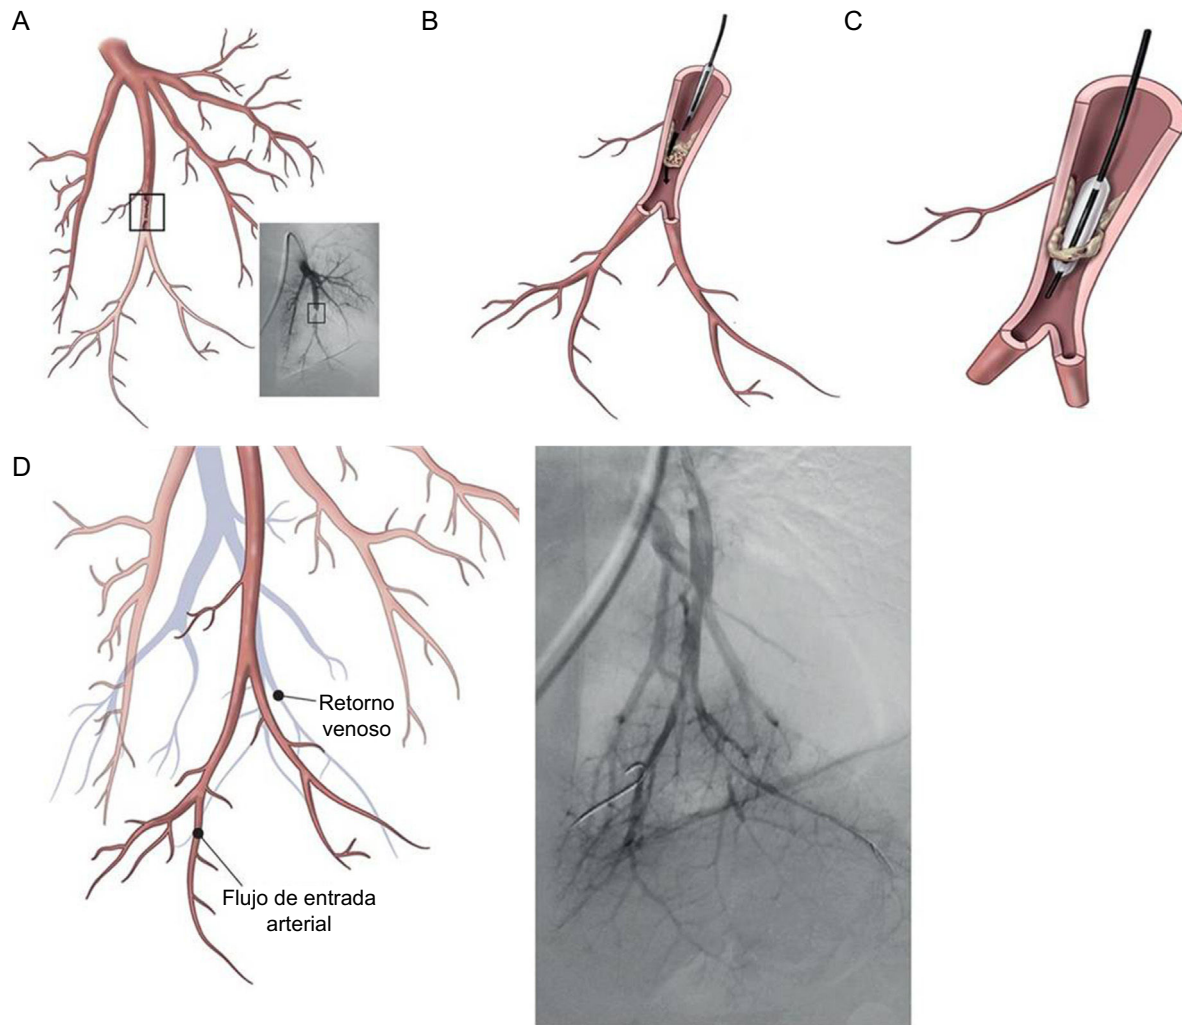 A
B
C
D
Retorno
venoso
Flujo de entrada
arterial